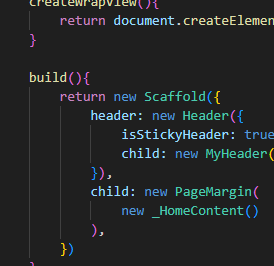 createWrapView(){
return document.createElemen
}
build(){
return new Scaffold({
header: new Header({
isStickyHeader: true
child: new MyHeader(
}),
child: new PageMargin(
new _HomeContent()
),
})